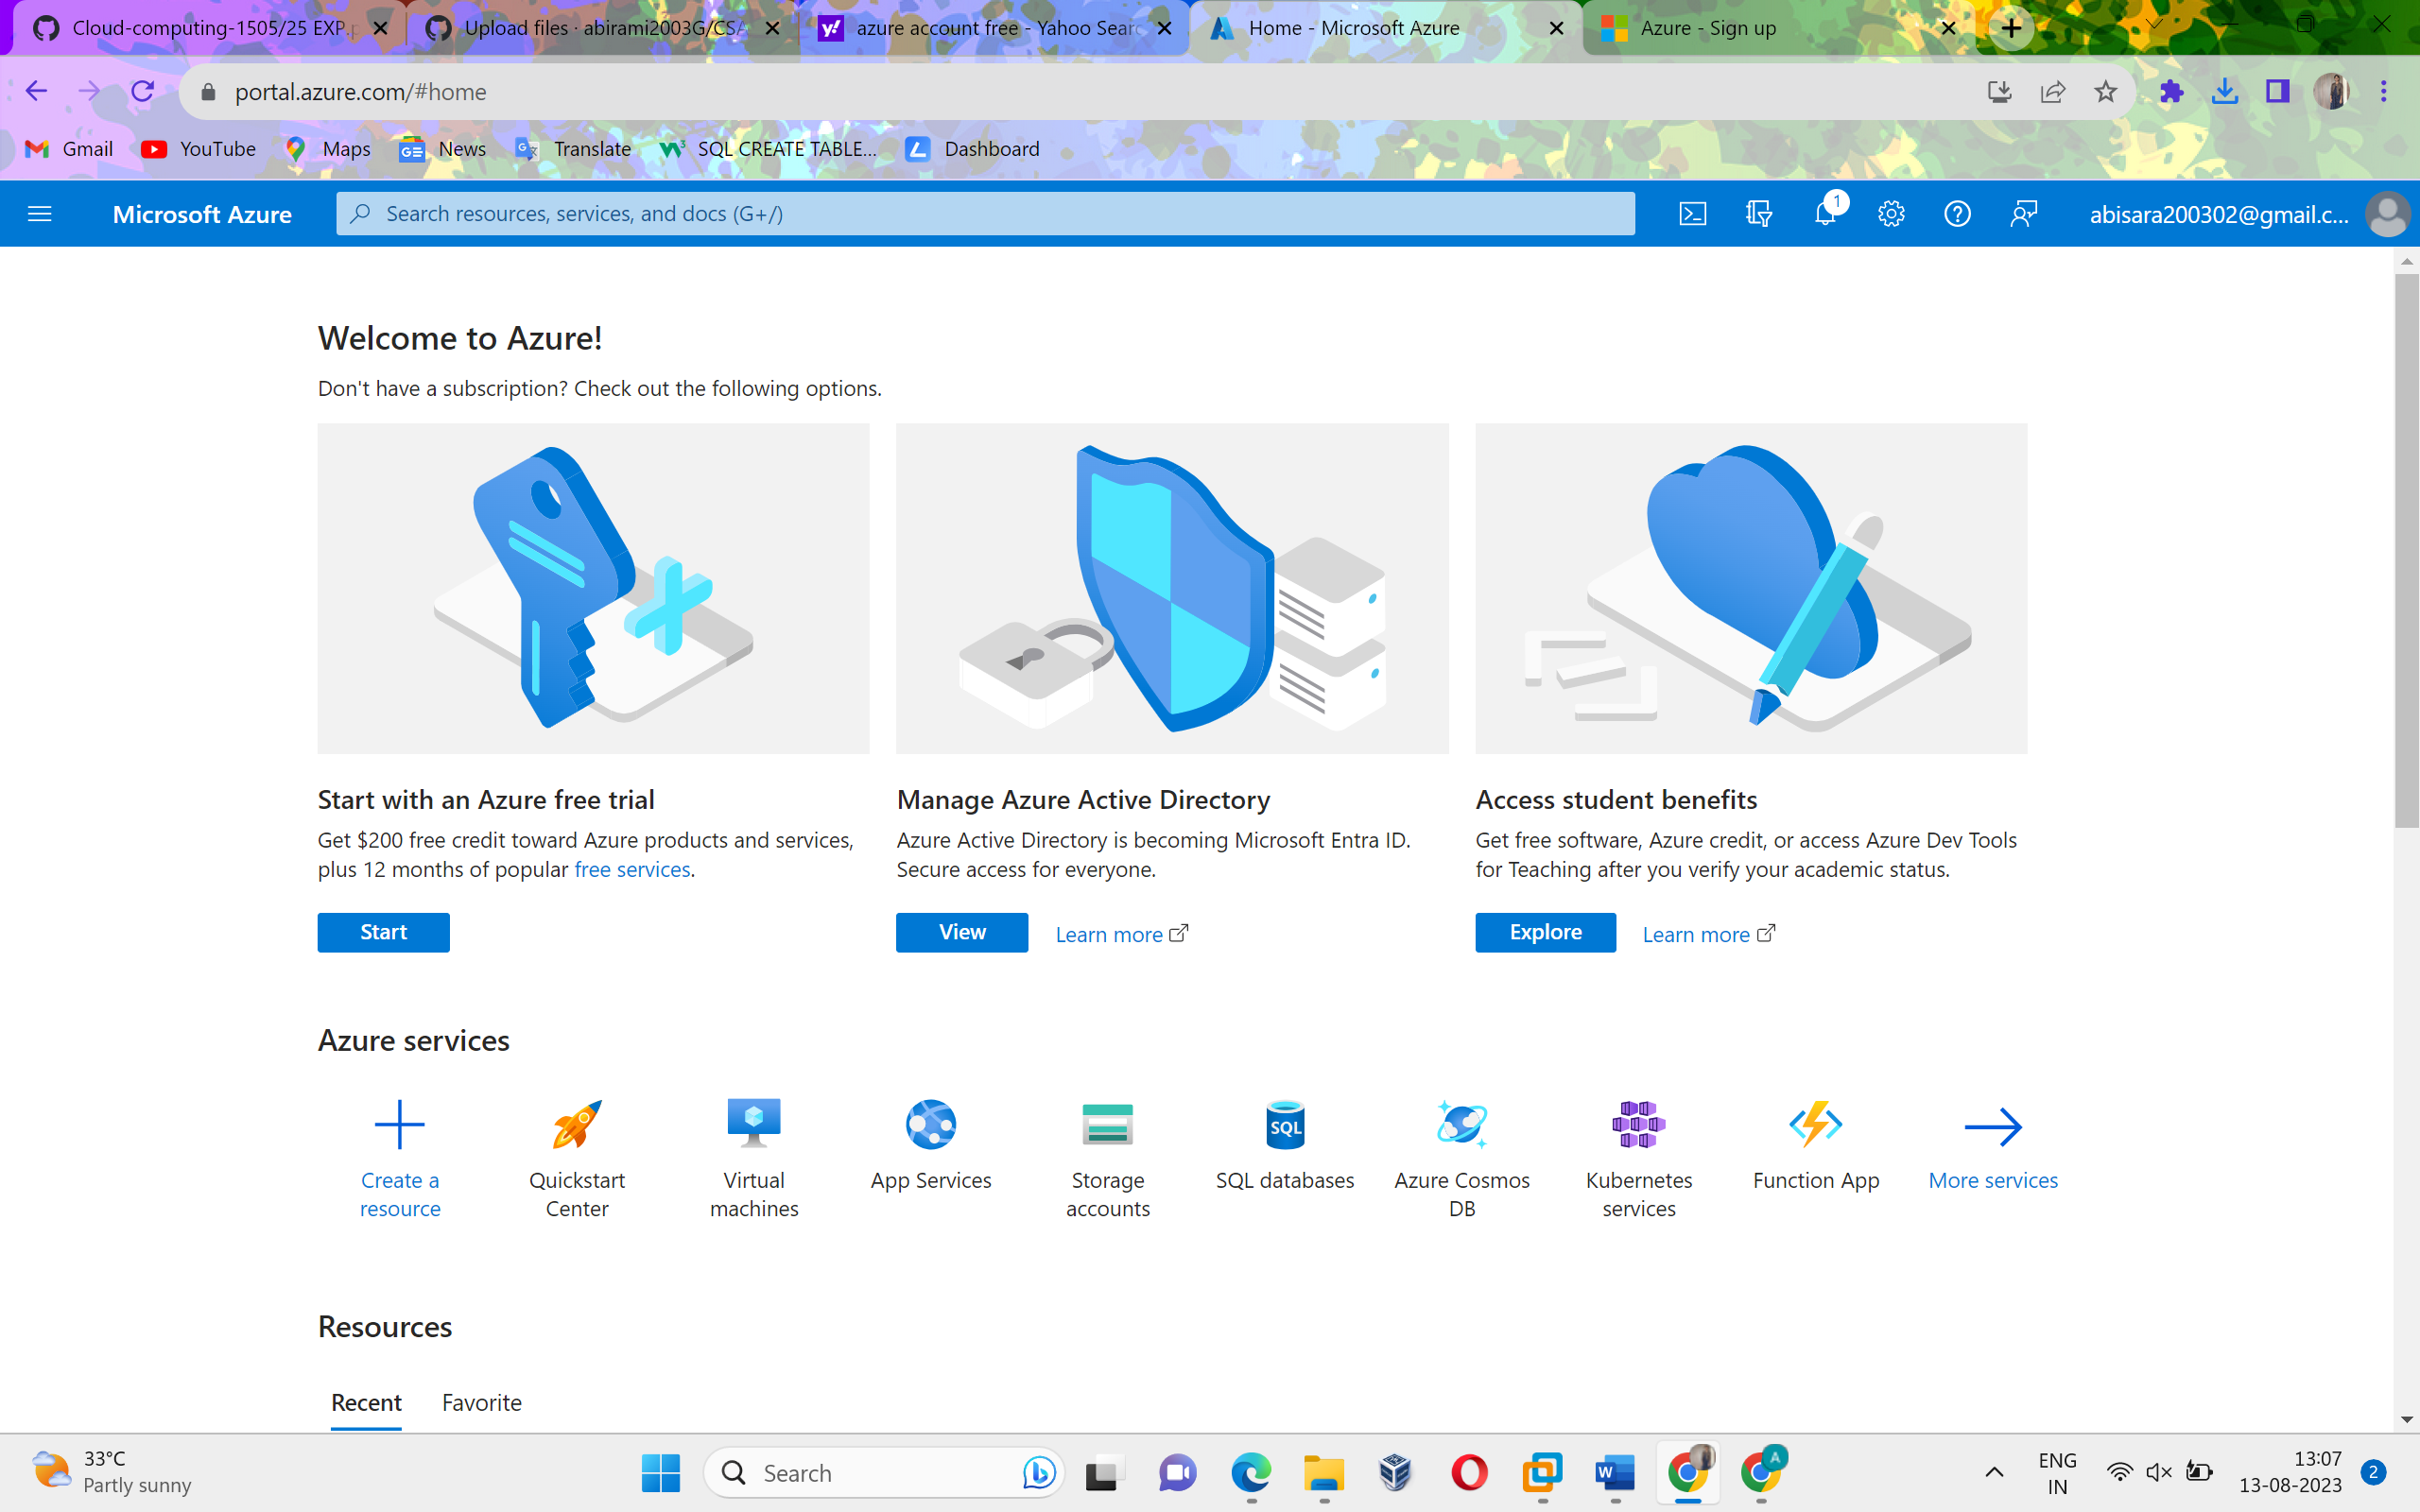 Cloud-computing-1505/25 EXP.p
Upload files · abirami2003G/CSA
azure account free - Yahoo Searc
Home - Microsoft Azure
Azure - Sign up
portal.azure.com/#home
Gmail
YouTube
Maps
News
Translate
SQL CREATE TABLE...
Dashboard
Microsoft Azure
Search resources, services, and docs (G+/)
1
abisara200302@gmail.c...
Welcome to Azure!
Don't have a subscription? Check out the following options.
Start with an Azure free trial
Get $200 free credit toward Azure products and services,
plus 12 months of popular free services.
Start
Manage Azure Active Directory
Azure Active Directory is becoming Microsoft Entra ID.
Secure access for everyone.
View
Learn more
Access student benefits
Get free software, Azure credit, or access Azure Dev Tools
for Teaching after you verify your academic status.
Explore
Learn more
Azure services
Create a
resource
Quickstart
Center
Virtual
machines
App Services
Storage
accounts
SQL
SQL databases
Azure Cosmos
DB
Kubernetes
services
Function App
More services
Resources
Recent
Favorite
33°C
Partly sunny
Search
W
A
ENG
IN
13:07
13-08-2023
2